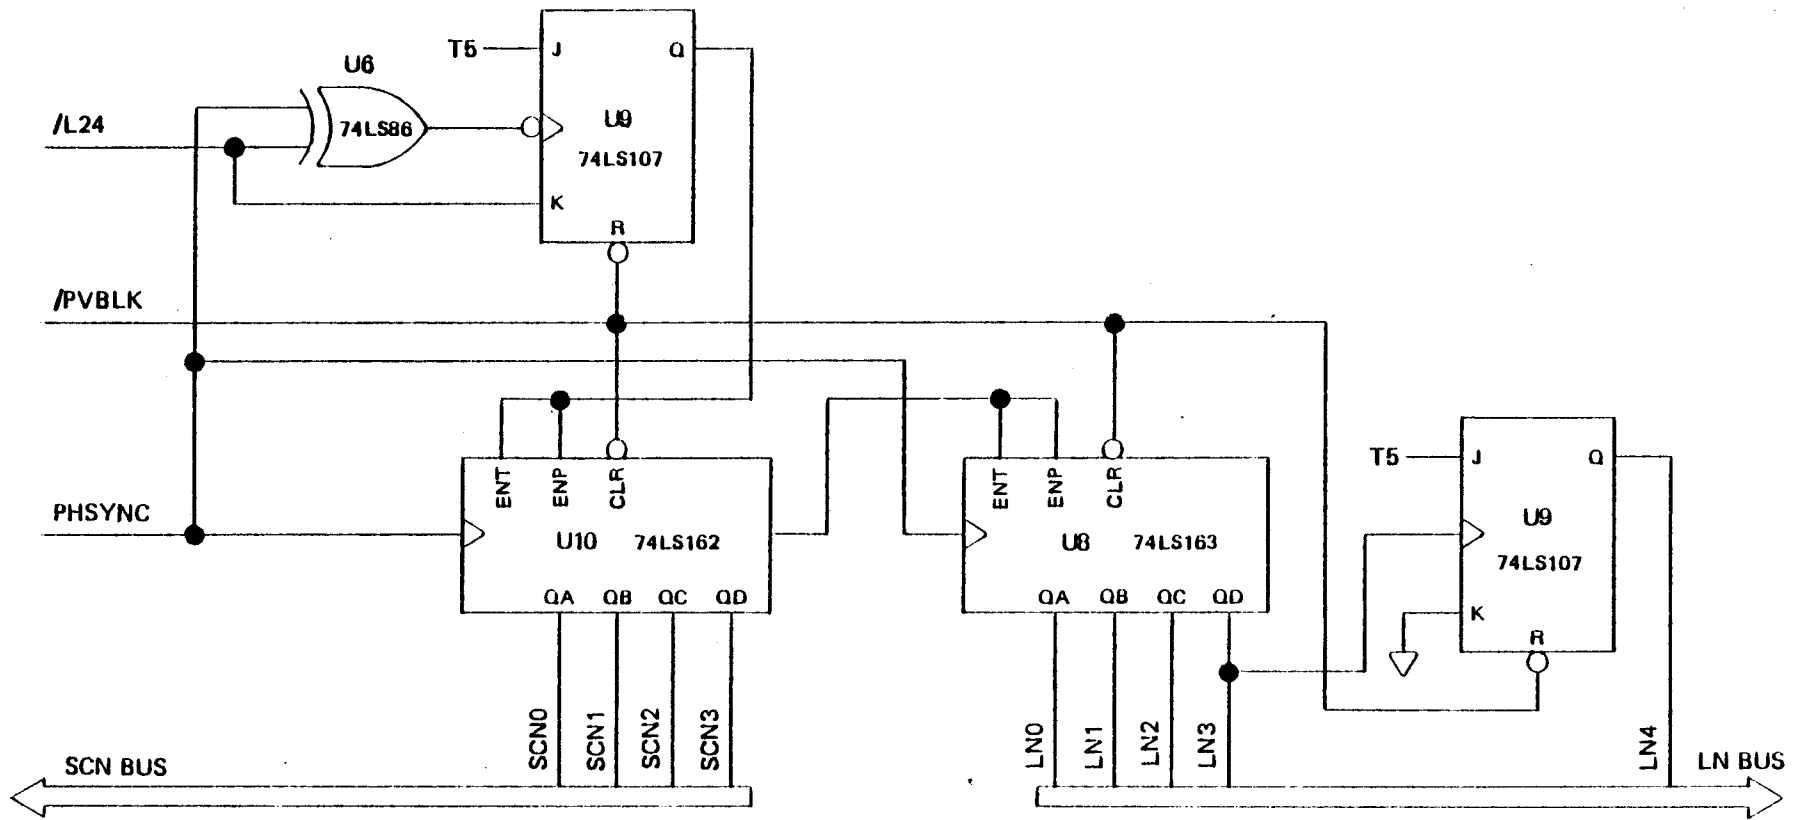 T5
J
Q
U6
/L24
74LS86
U9
74LS107
K
R
/PVBLK
ENT
ENP
CLR
ENT
ENP
CLR
T5
J
Q
PHSYNC
U10
74LS162
U8
74LS163
U9
74LS107
QA
QB
QC
QD
QA
QB
QC
QD
K
R
SCN0
SCN1
SCN2
SCN3
LN0
LN1
LN2
LN3
LN4
SCN BUS
LN BUS